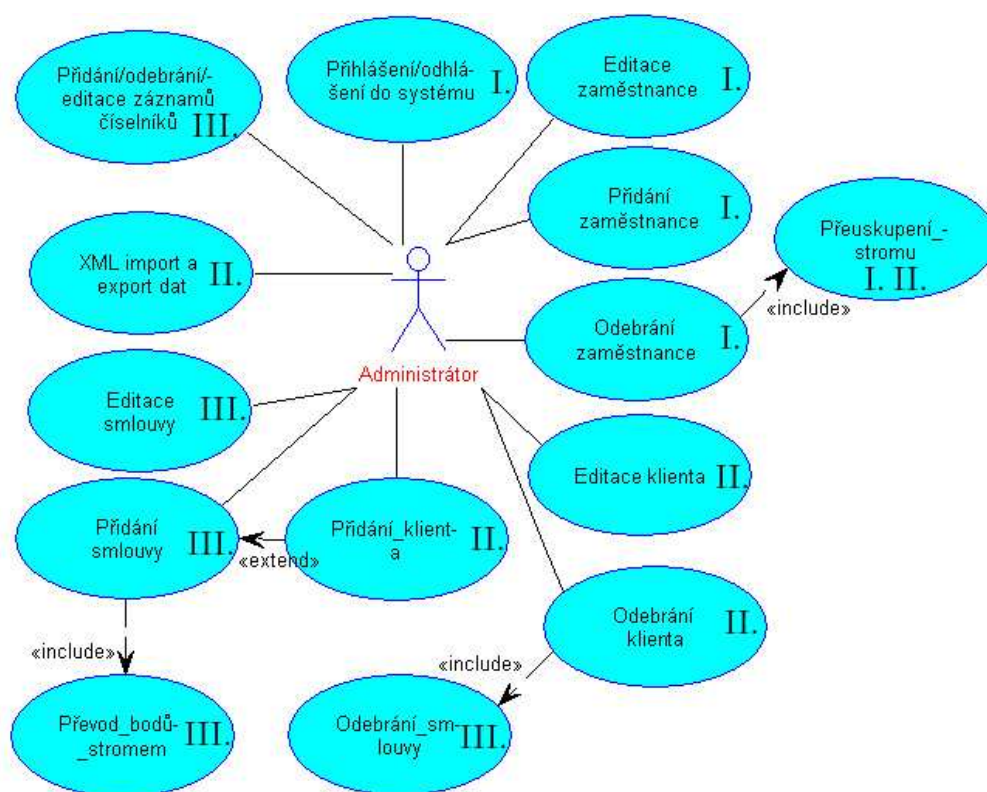 Přidání/odebrání/-
editace záznamů
číselníků III.
Přihlášení/odhlá-
šení do systému I.
Editace
zaměstnance I.
Přidání
zaměstnance I.
Přeuskupení_-
stromu
I. II.
XML import a
export dat II.
«include»
Odebrání
zaměstnance I.
Administrátor
Editace
smlouvy III.
Editace klienta II.
Přidání
smlouvy III.
«extend»
Přidání_klient-
a II.
Odebrání
klienta II.
«include»
«include»
Převod_bodů-
_stromem III.
Odebrání_sm-
louvy III.